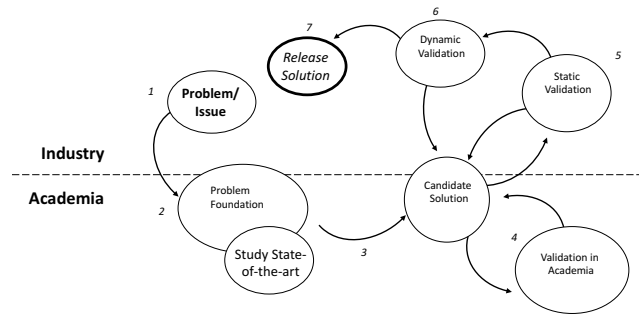 7
Release
Solution
6
Dynamic
Validation
5
Static
Validation
1
Problem/
Issue
Industry
Academia
2
Problem
Foundation
Study State-
of-the-art
3
Candidate
Solution
4
Validation in
Academia